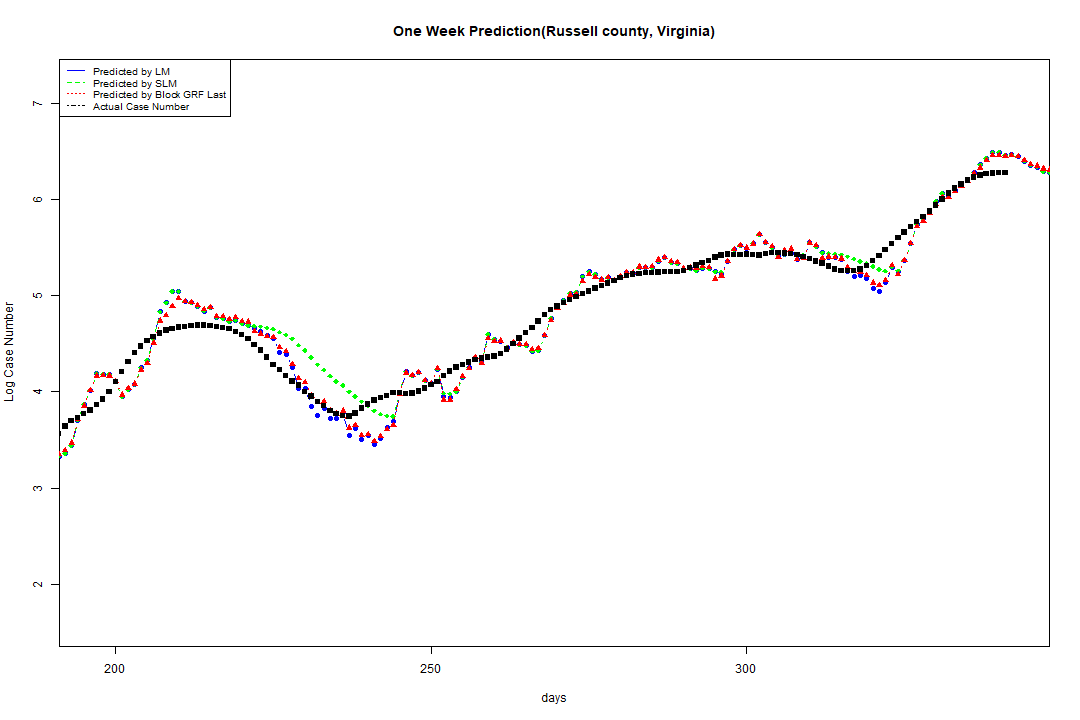 One Week Prediction(Russell county, Virginia)
Predicted by LM
Predicted by SLM
Predicted by Block GRF Last
Actual Case Number
7
6
5
4
3
2
Log Case Number
200
250
300
days